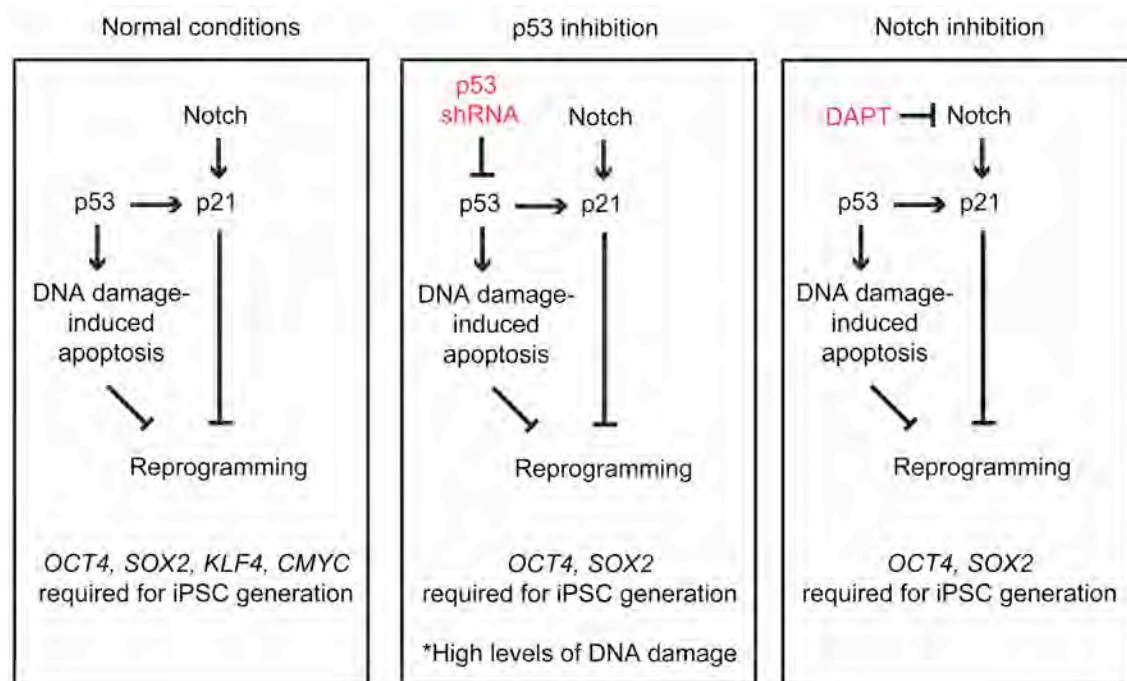 Normal conditions
Notch
p53
p21
DNA damage-
induced
apoptosis
Reprogramming
OCT4, SOX2, KLF4, CMYC
required for iPSC generation
p53 inhibition
p53
shRNA
Notch
p53
p21
DNA damage-
induced
apoptosis
Reprogramming
OCT4, SOX2
required for iPSC generation
*High levels of DNA damage
Notch inhibition
DAPT
Notch
p53
p21
DNA damage-
induced
apoptosis
Reprogramming
OCT4, SOX2
required for iPSC generation